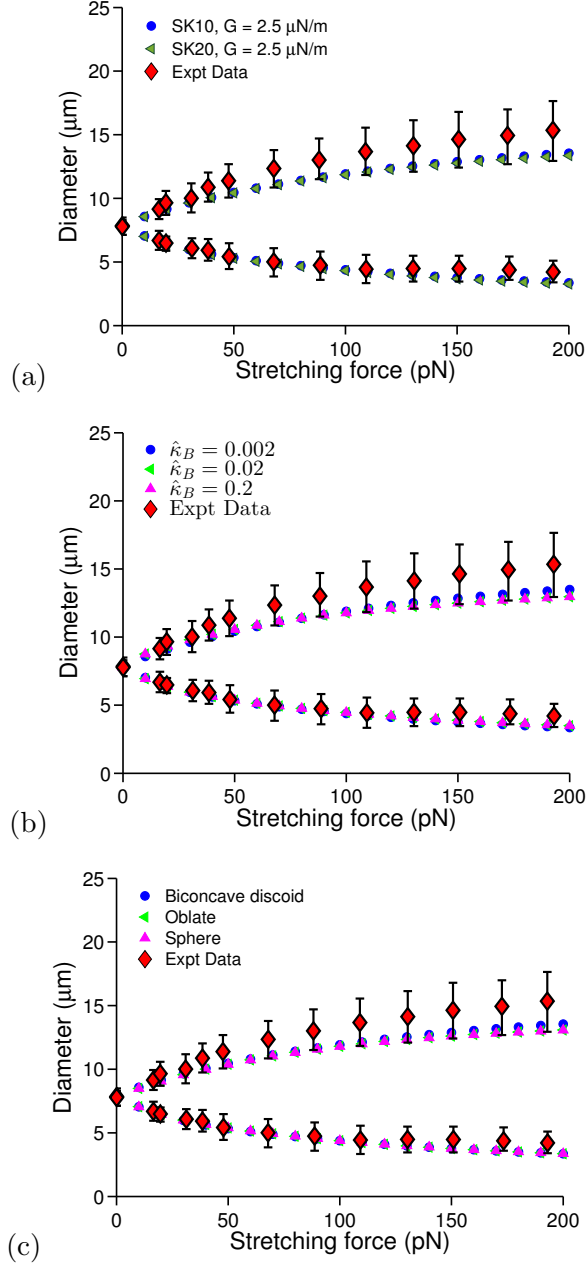 SK10, G = 2.5 μN/m
SK20, G = 2.5 μN/m
Expt Data
25
20
15
10
5
0
Diameter (μm)
0 50 100 150 200
Stretching force (pN)
(a)
κ̂_B = 0.002
κ̂_B = 0.02
κ̂_B = 0.2
Expt Data
25
20
15
10
5
0
Diameter (μm)
0 50 100 150 200
Stretching force (pN)
(b)
Biconcave discoid
Oblate
Sphere
Expt Data
25
20
15
10
5
0
Diameter (μm)
0 50 100 150 200
Stretching force (pN)
(c)